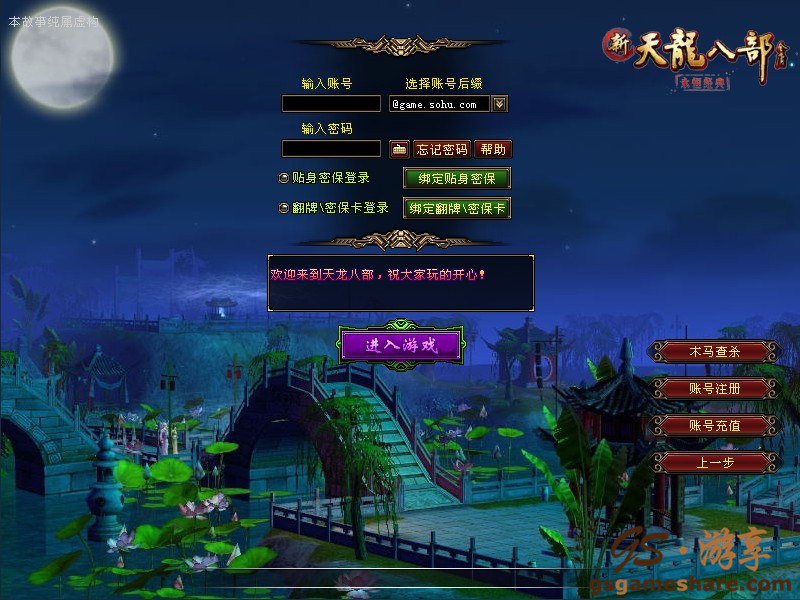 本故事纯属虚构
新天龍八部
永恒经典
输入账号
选择账号后缀
@game.sohu.com
输入密码
忘记密码
帮助
贴身密保登录
绑定贴身密保
翻牌\密保卡登录
绑定翻牌\密保卡
欢迎来到天龙八部，祝大家玩的开心！
进入游戏
木马查杀
账号注册
账号充值
上一步
GS·游享
gsgameshare.com